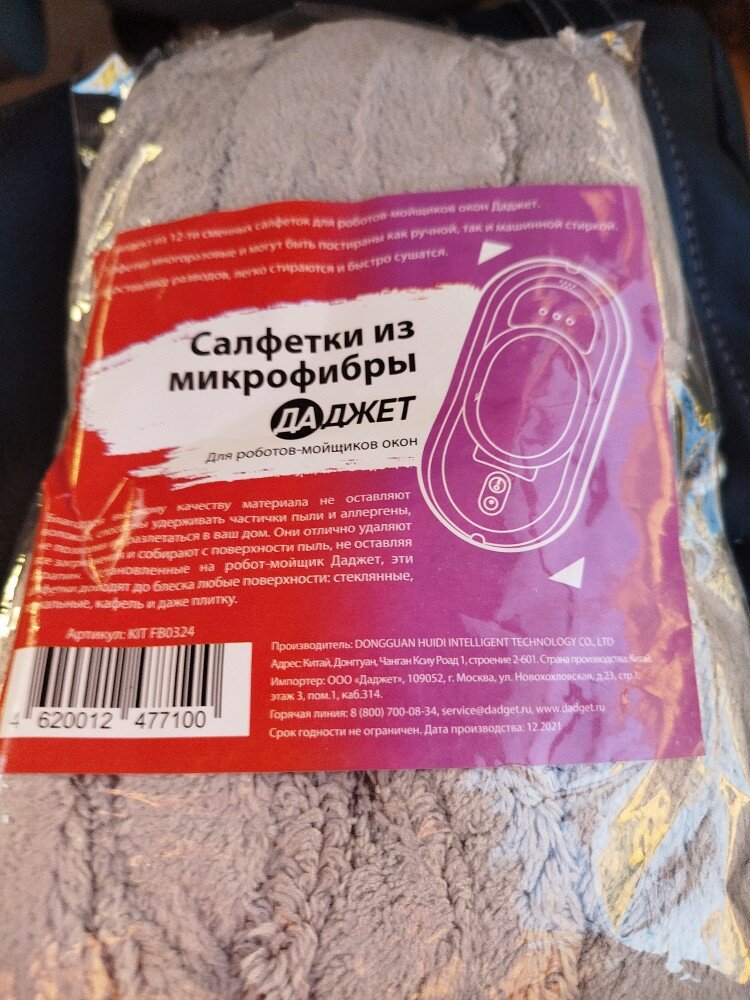 из 12-ти сменных салфеток для роботов-мойщиков окон Даджет.
многоразовые и могут быть постираны как ручной, так и машинной стиркой.
разводов, легко стираются и быстро сушатся.
Салфетки из
микрофибры
ДАДЖЕТ
Для роботов-мойщиков окон
качеству материала не оставляют
удерживать частички пыли и аллергены,
разлетаться в ваш дом. Они отлично удаляют
и собирают с поверхности пыль, не оставляя
на робот-мойщик Даджет, эти
доводят до блеска любые поверхности: стеклянные,
кафель и даже плитку.
Артикул: KIT FB0324
4 620012 477100
Производитель: DONGGUAN HUIDI INTELLIGENT TECHNOLOGY CO., LTD
Адрес: Китай, Донггуан, Чанган Ксиу Роад 1, строение 2-601. Страна производства: Китай.
Импортер: ООО «Даджет», 109052, г. Москва, ул. Новохохловская, д.23, стр.1,
этаж 3, пом.1, каб.314.
Горячая линия: 8 (800) 700-08-34, service@dadget.ru, www.dadget.ru
Срок годности не ограничен. Дата производства: 12.2021